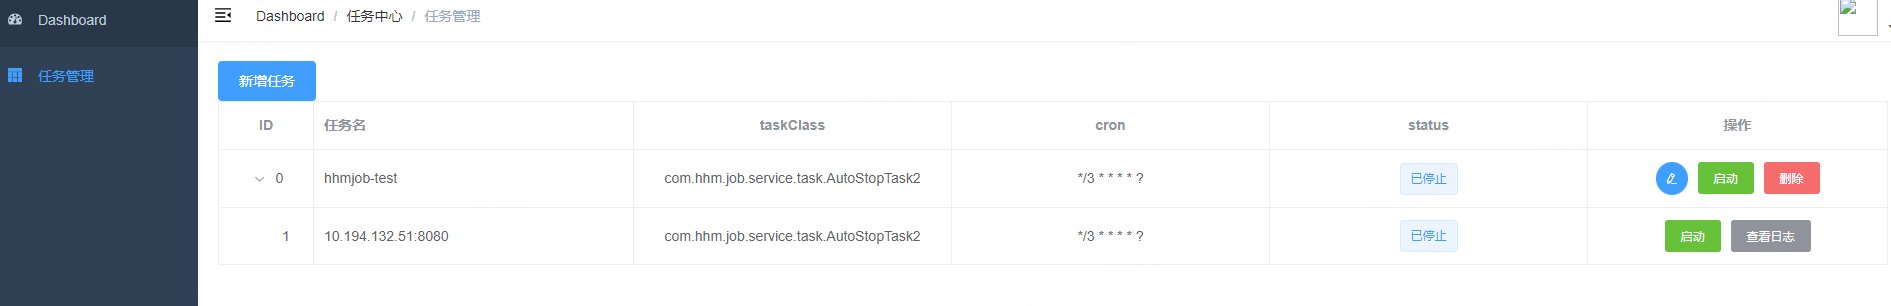 Dashboard
Dashboard / 任务中心 / 任务管理
任务管理
新增任务
ID 任务名 taskClass cron status 操作
0 hhmjob-test com.hhm.job.service.task.AutoStopTask2 */3 * * * * ? 已停止 启动 删除
1 10.194.132.51:8080 com.hhm.job.service.task.AutoStopTask2 */3 * * * * ? 已停止 启动 查看日志